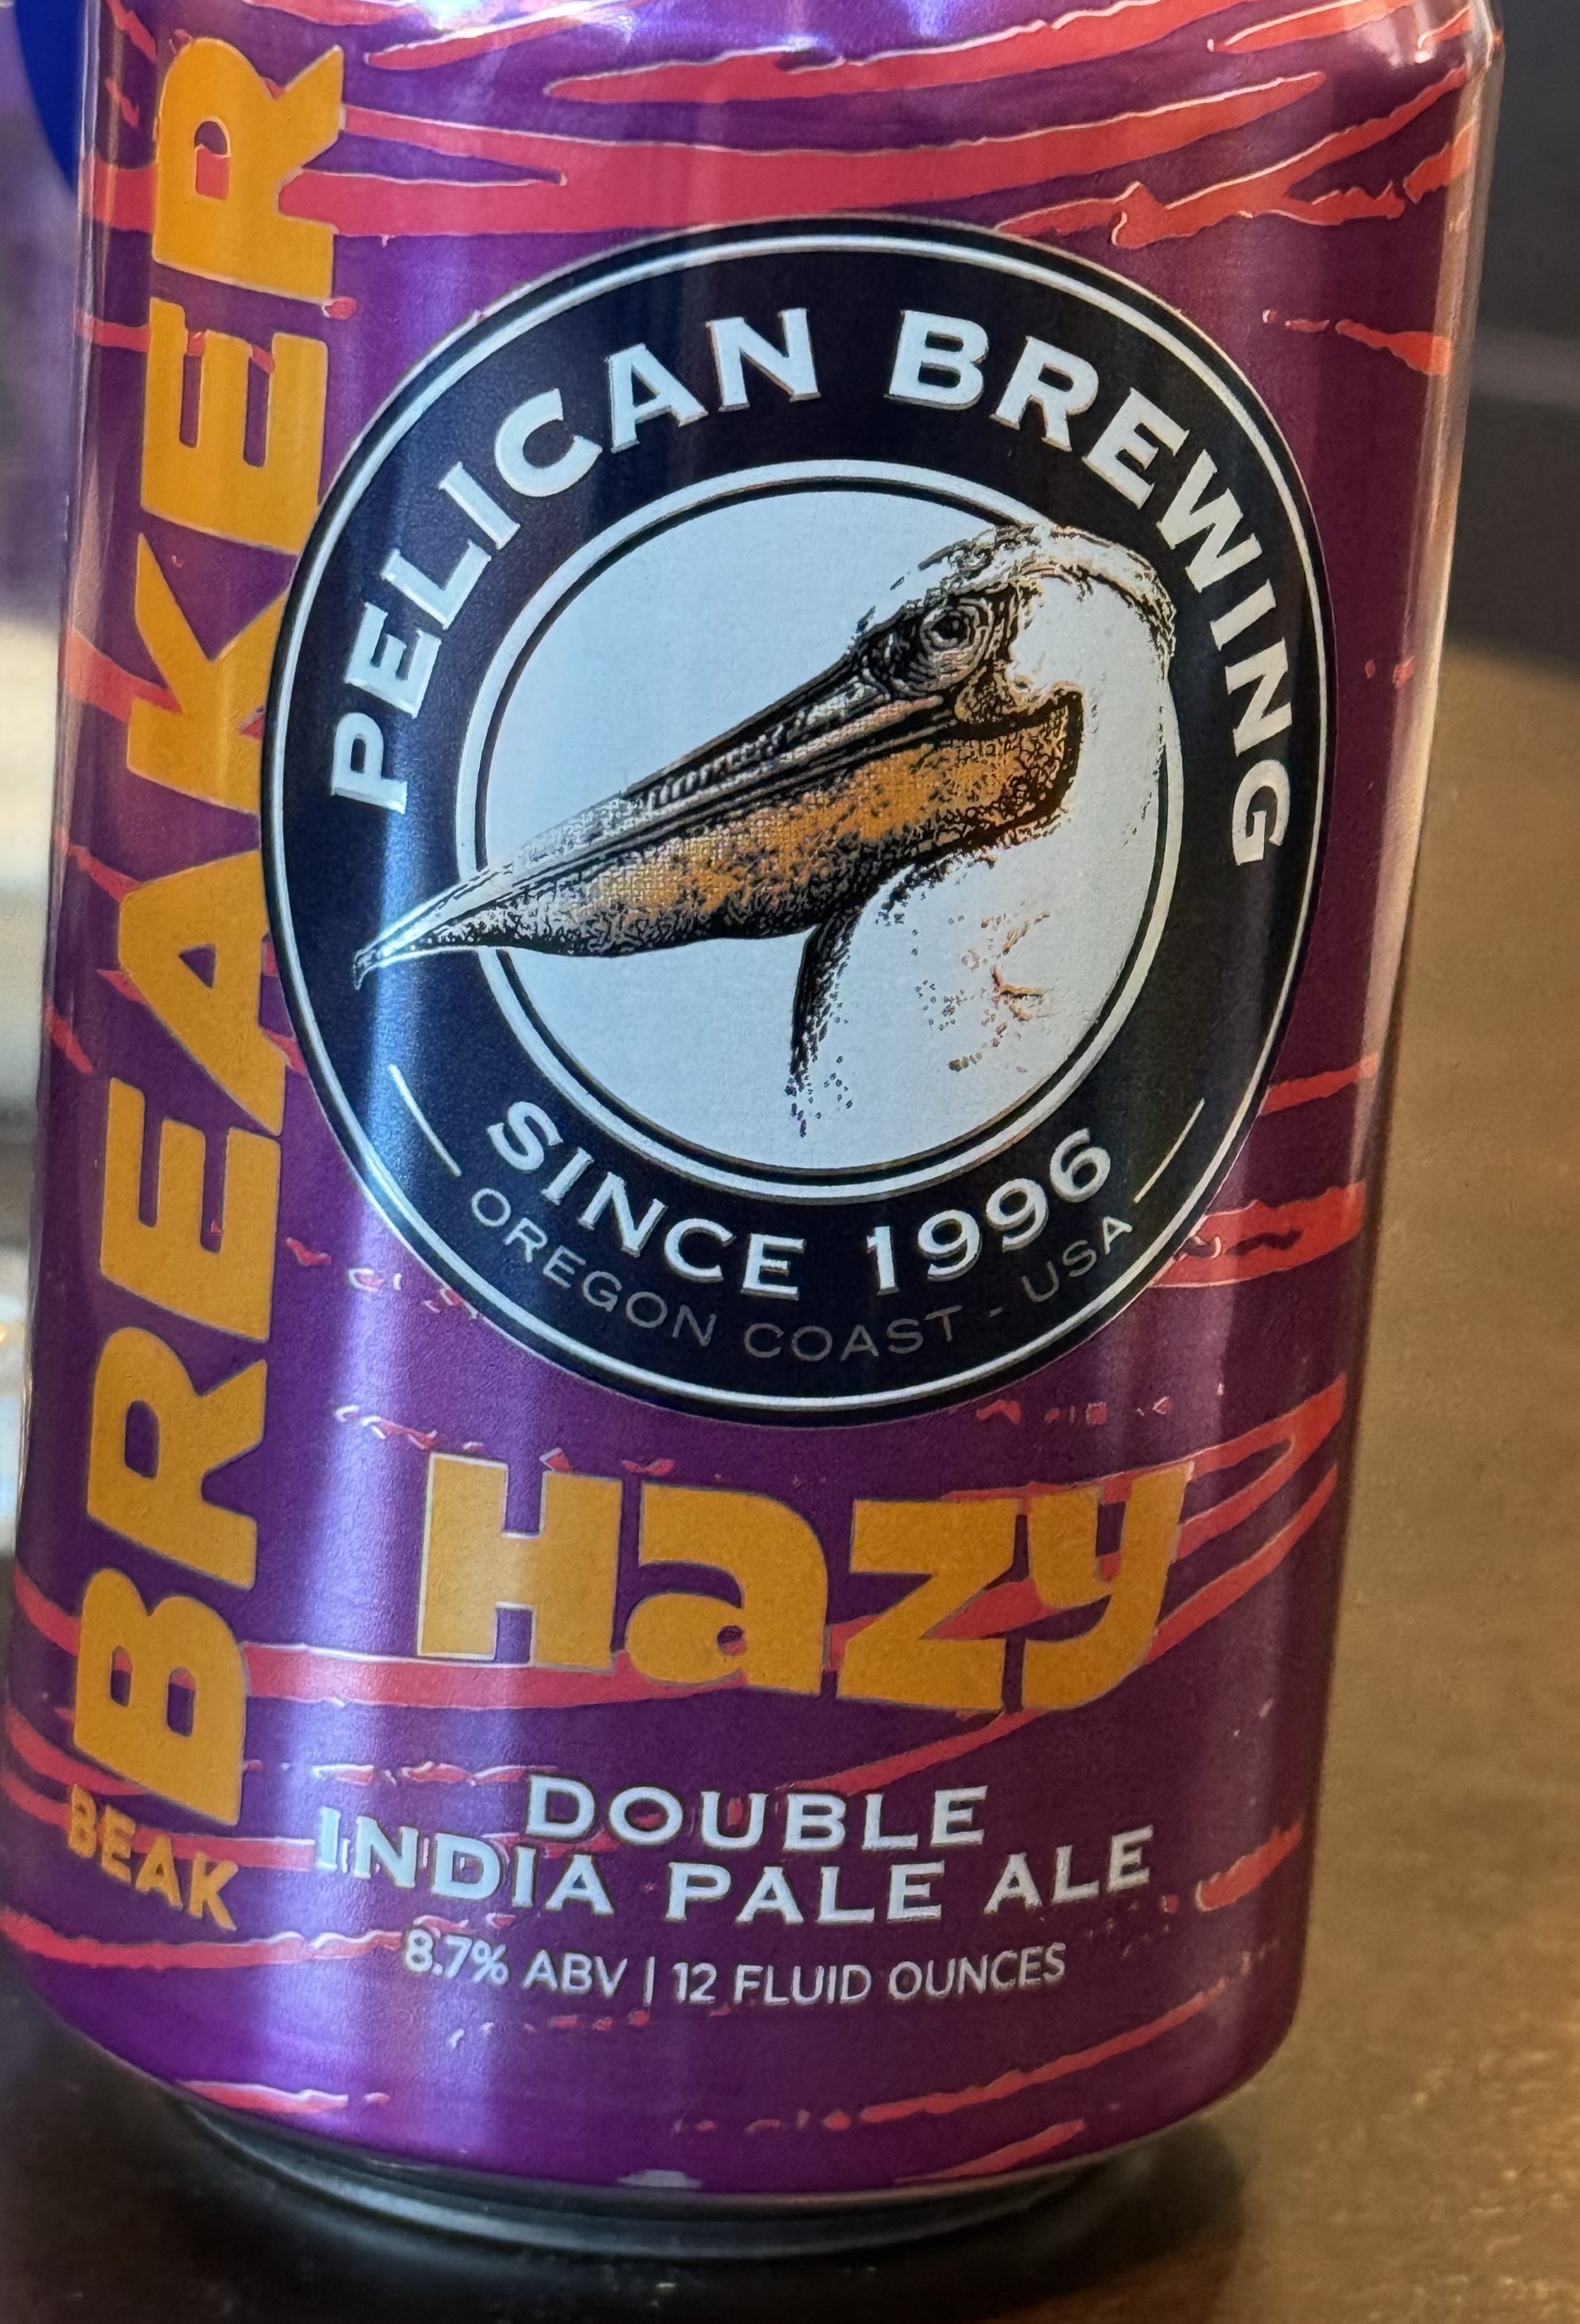 BEAK
BREAKER
PELICAN BREWING
SINCE 1996
OREGON COAST - USA
Hazy
DOUBLE
INDIA PALE ALE
8.7% ABV | 12 FLUID OUNCES